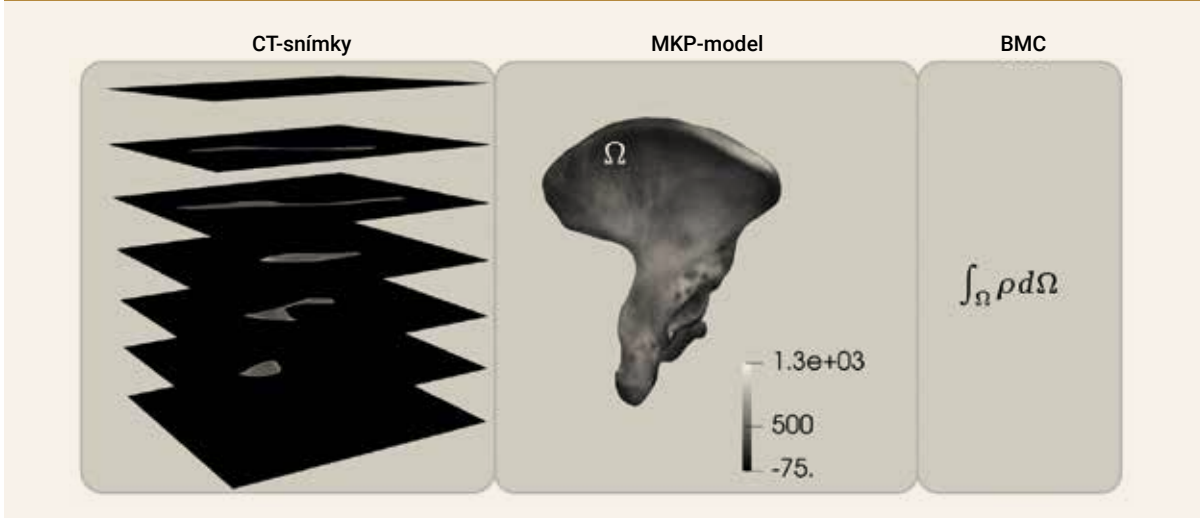 CT-snímky
MKP-model
BMC
Ω
∫Ω ρdΩ
1.3e+03
500
-75.